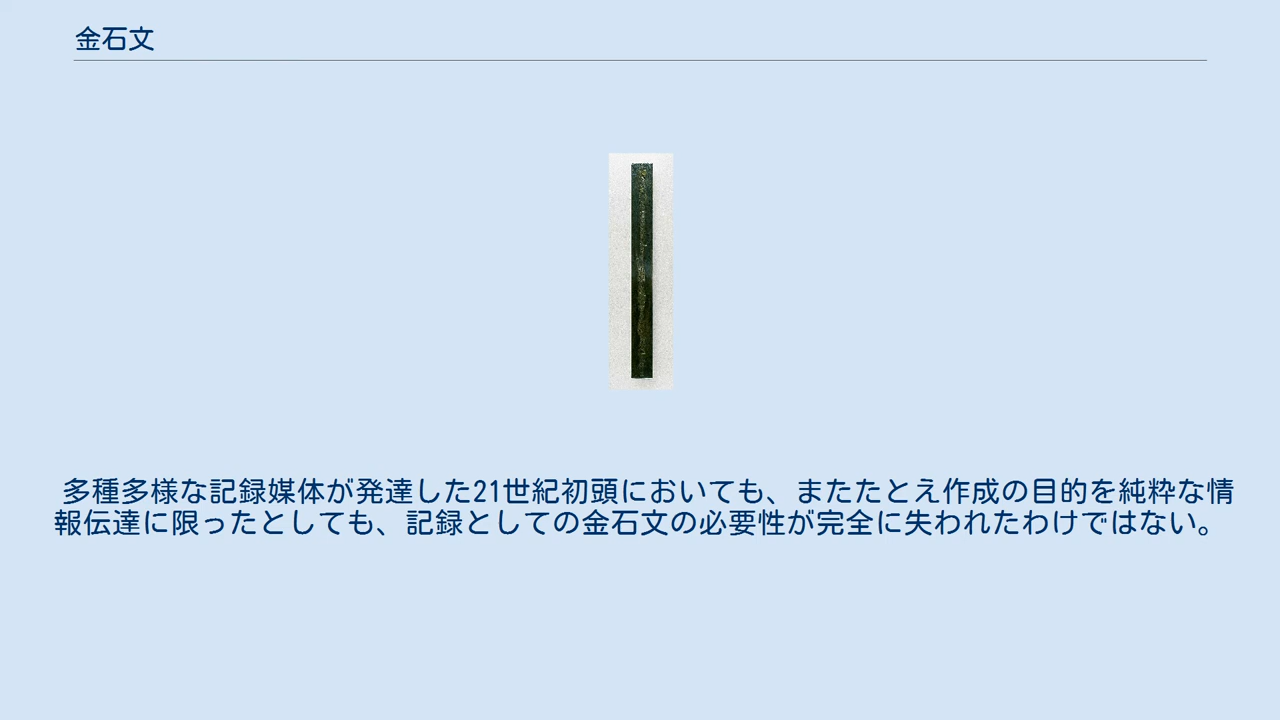 金石文
多種多様な記録媒体が発達した21世紀初頭においても、またたとえ作成の目的を純粋な情
報伝達に限ったとしても、記録としての金石文の必要性が完全に失われたわけではない。